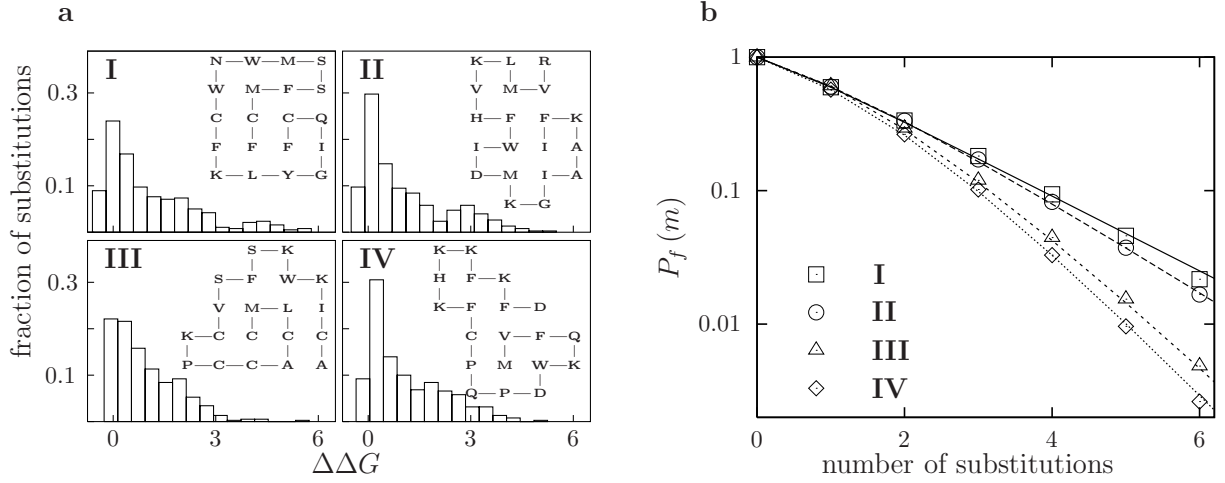 a
b
I
N—W—M—S
W M—F—S
C C—C Q
F F F I
K—L—Y—G
II
K—L R
V M—V
H—F F—K
I—W I A
D—M I—A
K—G
III
S—K
S—F W—K
V M—L I
K—C C C C
P—C—C—A A
IV
K—K
H F—K
K—F F—D
C V—F—Q
P M W—K
Q—P—D
fraction of substitutions
0.3
0.1
0.3
0.1
0 3 6 0 3 6
ΔΔG
P_f (m)
1
0.1
0.01
I
II
III
IV
0 2 4 6
number of substitutions